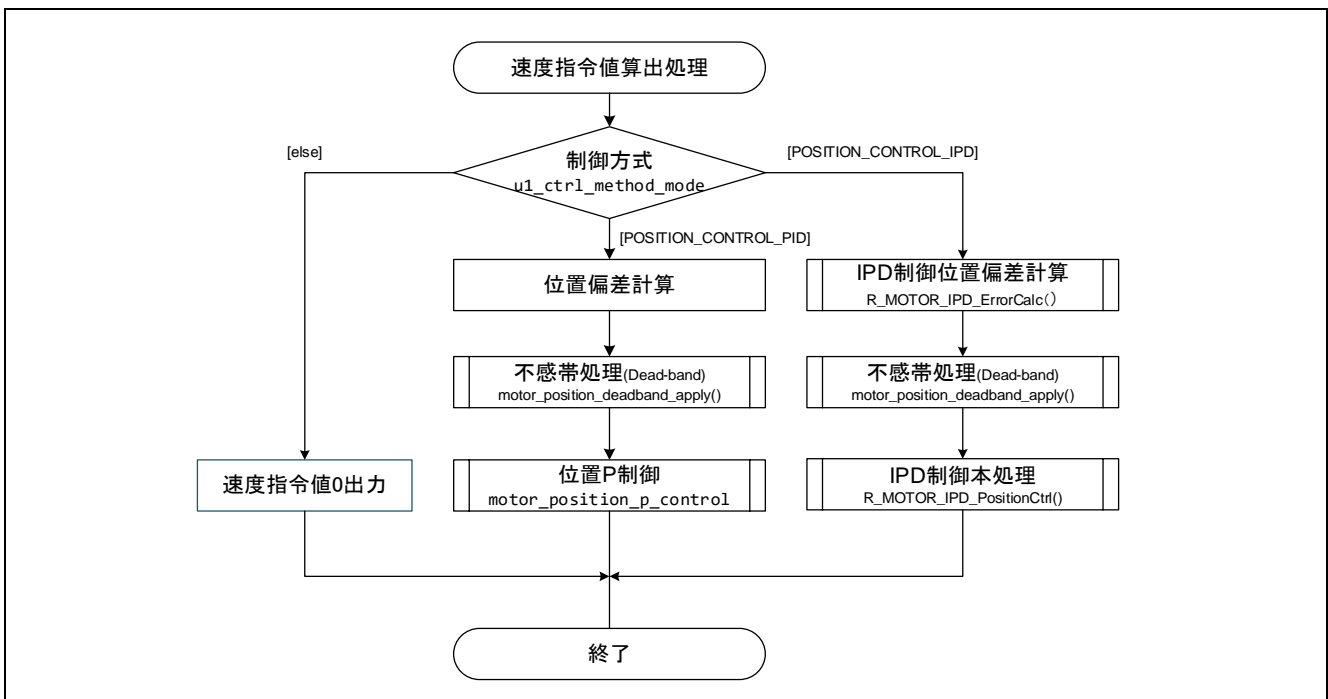 速度指令値算出処理
[else]
制御方式
u1_ctrl_method_mode
[POSITION_CONTROL_IPD]
[POSITION_CONTROL_PID]
位置偏差計算
IPD制御位置偏差計算
R_MOTOR_IPD_ErrorCalc()
不感帯処理(Dead-band)
motor_position_deadband_apply()
不感帯処理(Dead-band)
motor_position_deadband_apply()
速度指令値0出力
位置P制御
motor_position_p_control
IPD制御本処理
R_MOTOR_IPD_PositionCtrl()
終了